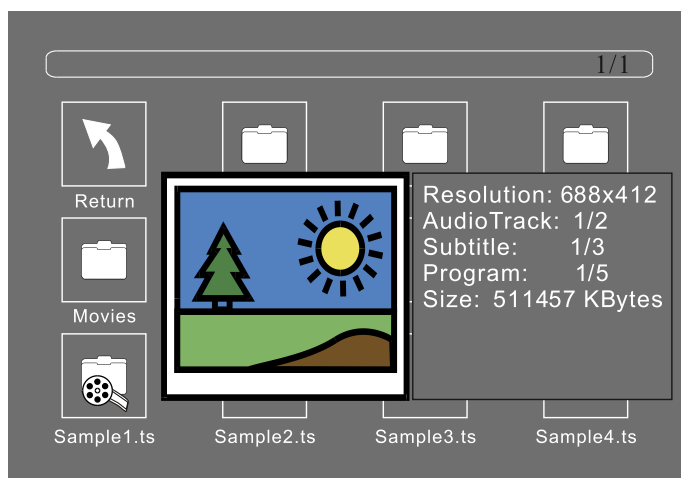 1/1
Return
Resolution: 688x412
AudioTrack: 1/2
Subtitle: 1/3
Program: 1/5
Size: 511457 KBytes
Movies
Sample1.ts Sample2.ts Sample3.ts Sample4.ts